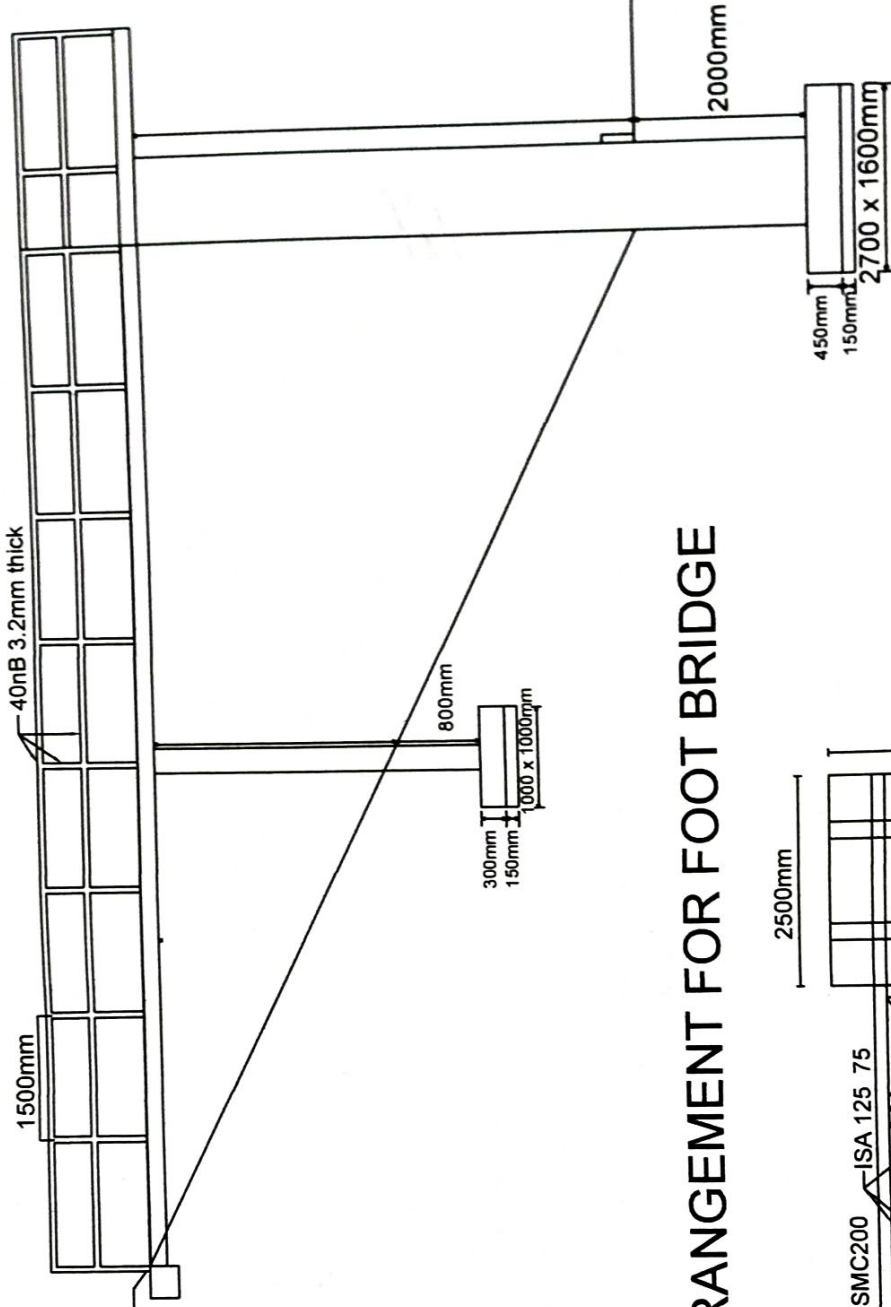 40nB 3.2mm thick
1500mm
2000mm
800mm
450mm
150mm
2700 x 1600mm
300mm
150mm
1000 x 1000mm
RANGEMENT FOR FOOT BRIDGE
2500mm
SMC200
ISA 125 75